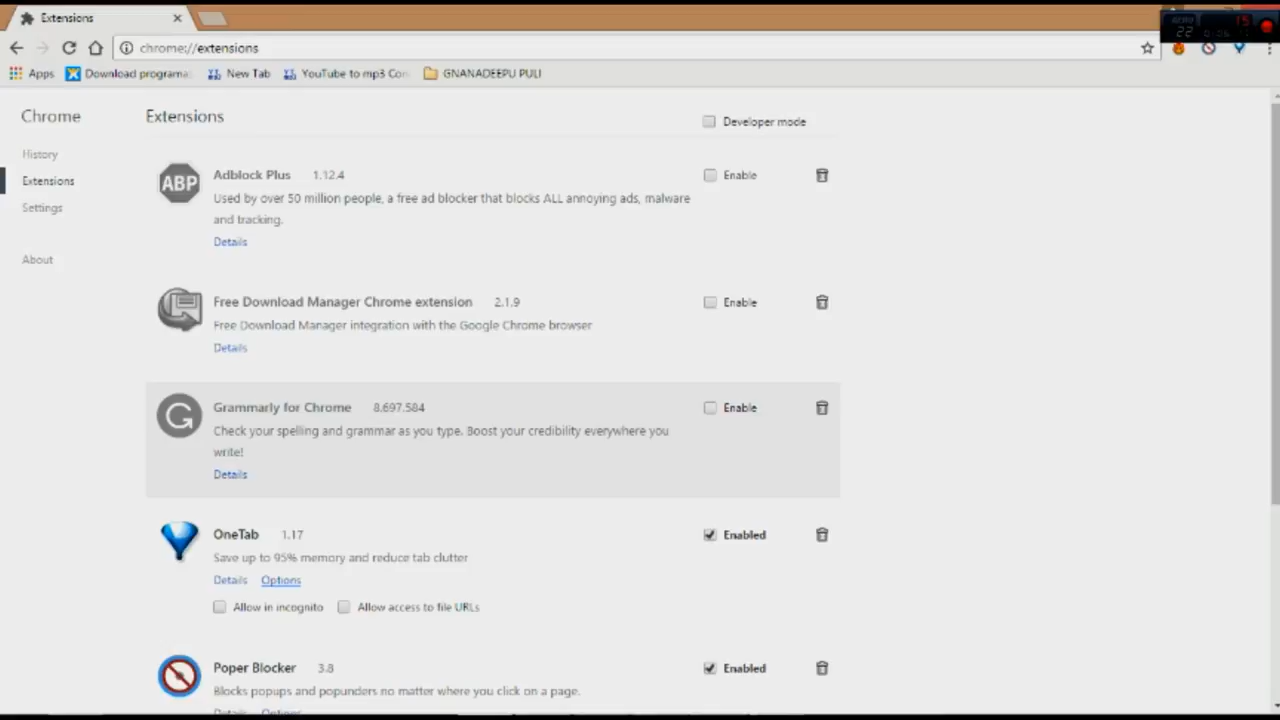 Extensions
chrome://extensions
Apps
Download programa
New Tab
YouTube to mp3 Con
GNANADEEPU PULI
15
22
Chrome
Extensions
Developer mode
History
Extensions
Settings
About
ABP
Adblock Plus 1.12.4
Enable
Used by over 50 million people, a free ad blocker that blocks ALL annoying ads, malware
and tracking.
Details
Free Download Manager Chrome extension 2.1.9
Enable
Free Download Manager integration with the Google Chrome browser
Details
G
Grammarly for Chrome 8.697.584
Enable
Check your spelling and grammar as you type. Boost your credibility everywhere you
write!
Details
OneTab 1.17
Enabled
Save up to 95% memory and reduce tab clutter
Details Options
Allow in incognito Allow access to file URLs
Poper Blocker 3.8
Enabled
Blocks popups and popunders no matter where you click on a page.
Details Options